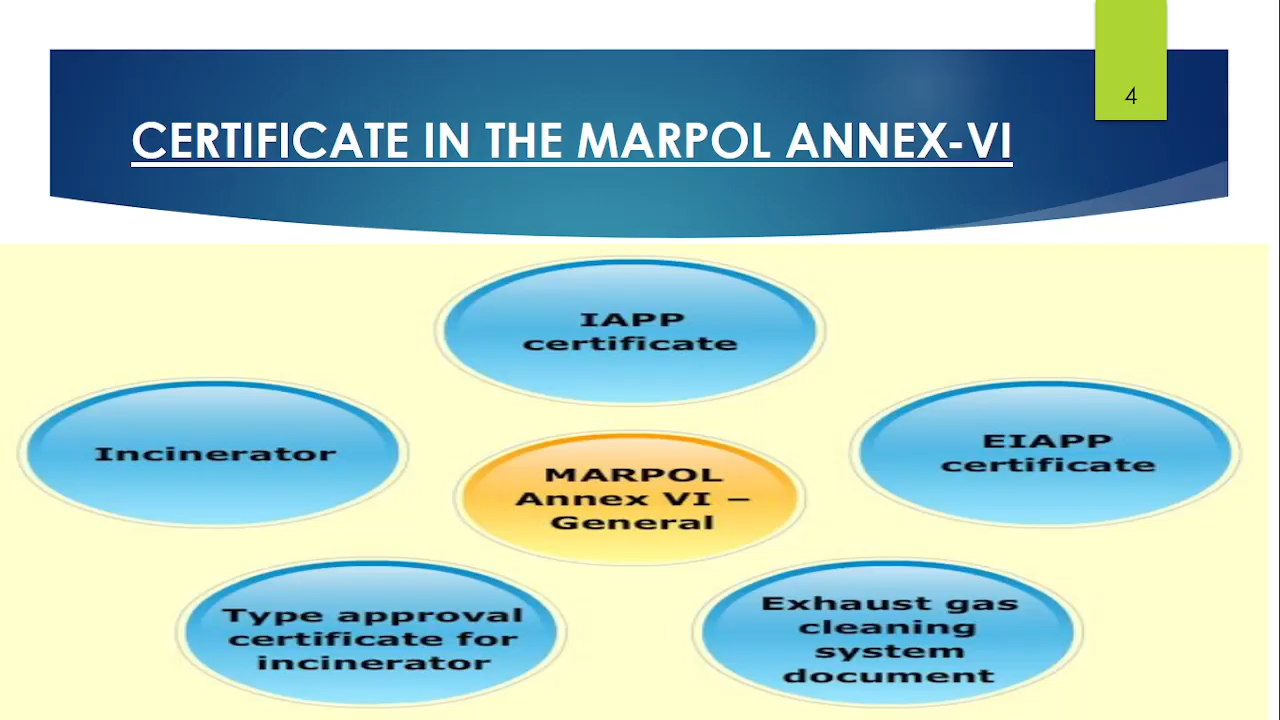 4
CERTIFICATE IN THE MARPOL ANNEX-VI
IAPP
certificate
Incinerator
EIAPP
certificate
MARPOL
Annex VI –
General
Type approval
certificate for
incinerator
Exhaust gas
cleaning
system
document